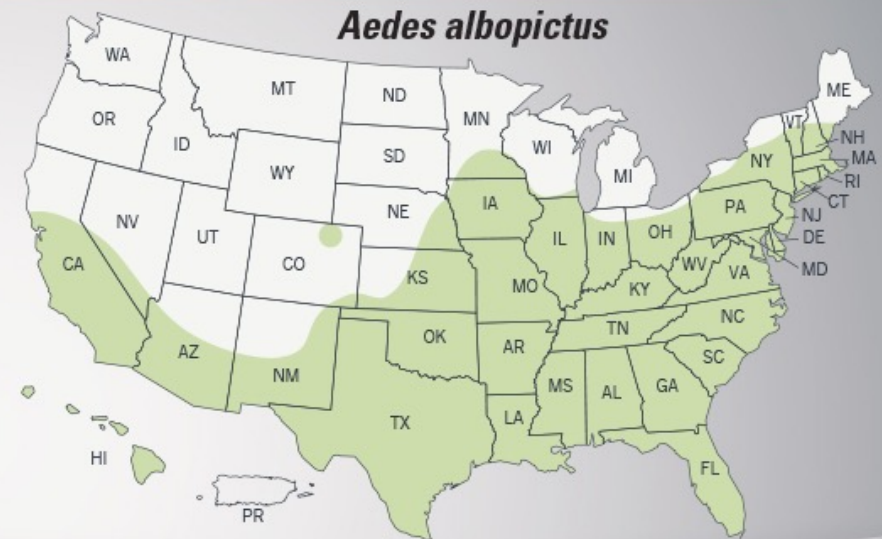 Aedes albopictus
WA
MT
ND
MN
ME
OR
ID
WY
SD
WI
MI
VT
NH
NY
MA
RI
CT
NV
UT
NE
IA
PA
NJ
DE
MD
CA
CO
KS
IL
IN
OH
WV
VA
MO
KY
AZ
NM
OK
AR
TN
NC
SC
TX
LA
MS
AL
GA
FL
HI
PR